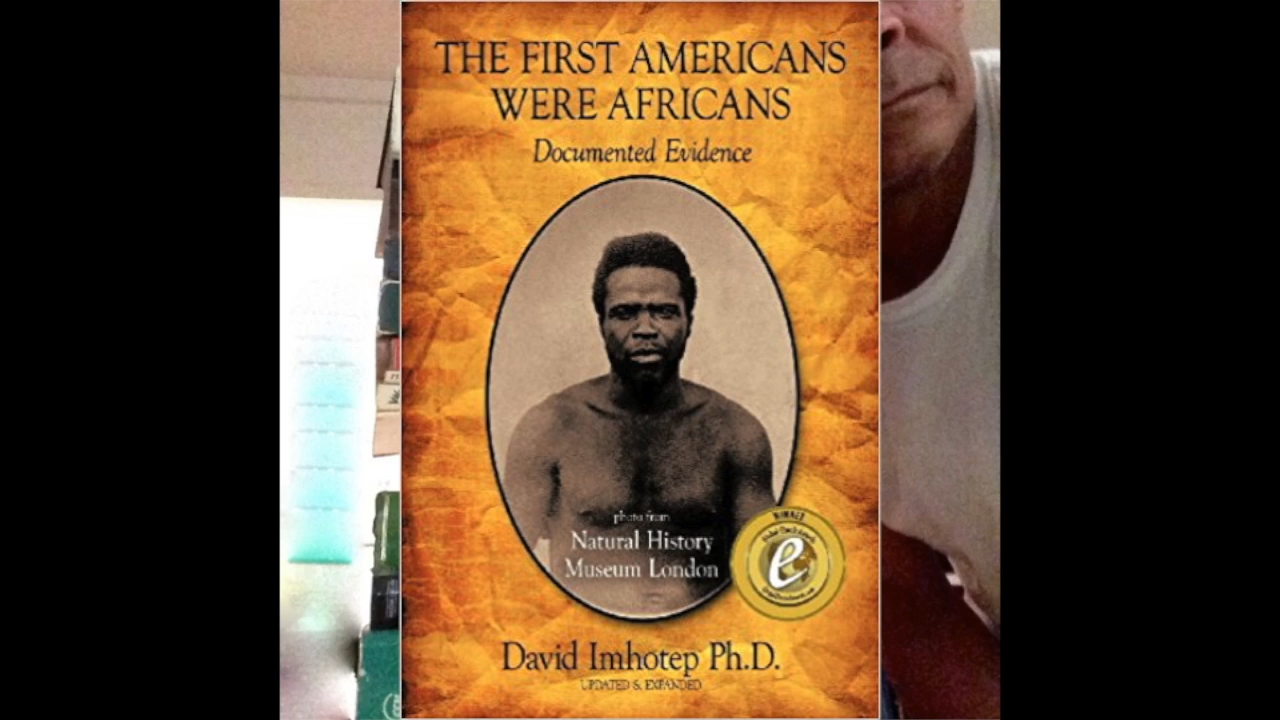 THE FIRST AMERICANS
WERE AFRICANS
Documented Evidence
photo from
Natural History
Museum London
WINNER
e
David Imhotep Ph.D.
UPDATED & EXPANDED